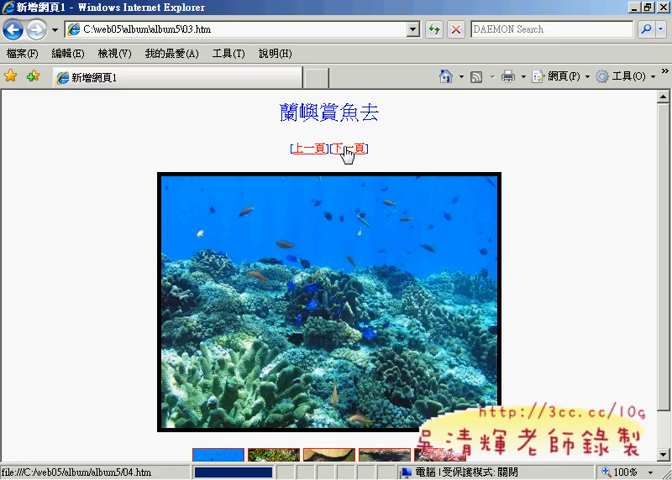 新增網頁1 - Windows Internet Explorer
C:\web05\album\album5\03.htm
DAEMON Search
檔案(F) 編輯(E) 檢視(V) 我的最愛(A) 工具(T) 說明(H)
新增網頁1
網頁(P)
工具(O)
蘭嶼賞魚去
[上一頁][下一頁]
http://3cc.cc/10g
吳清輝老師錄製
file:///C:/web05/album/album5/04.htm
電腦 | 受保護模式: 關閉
100%